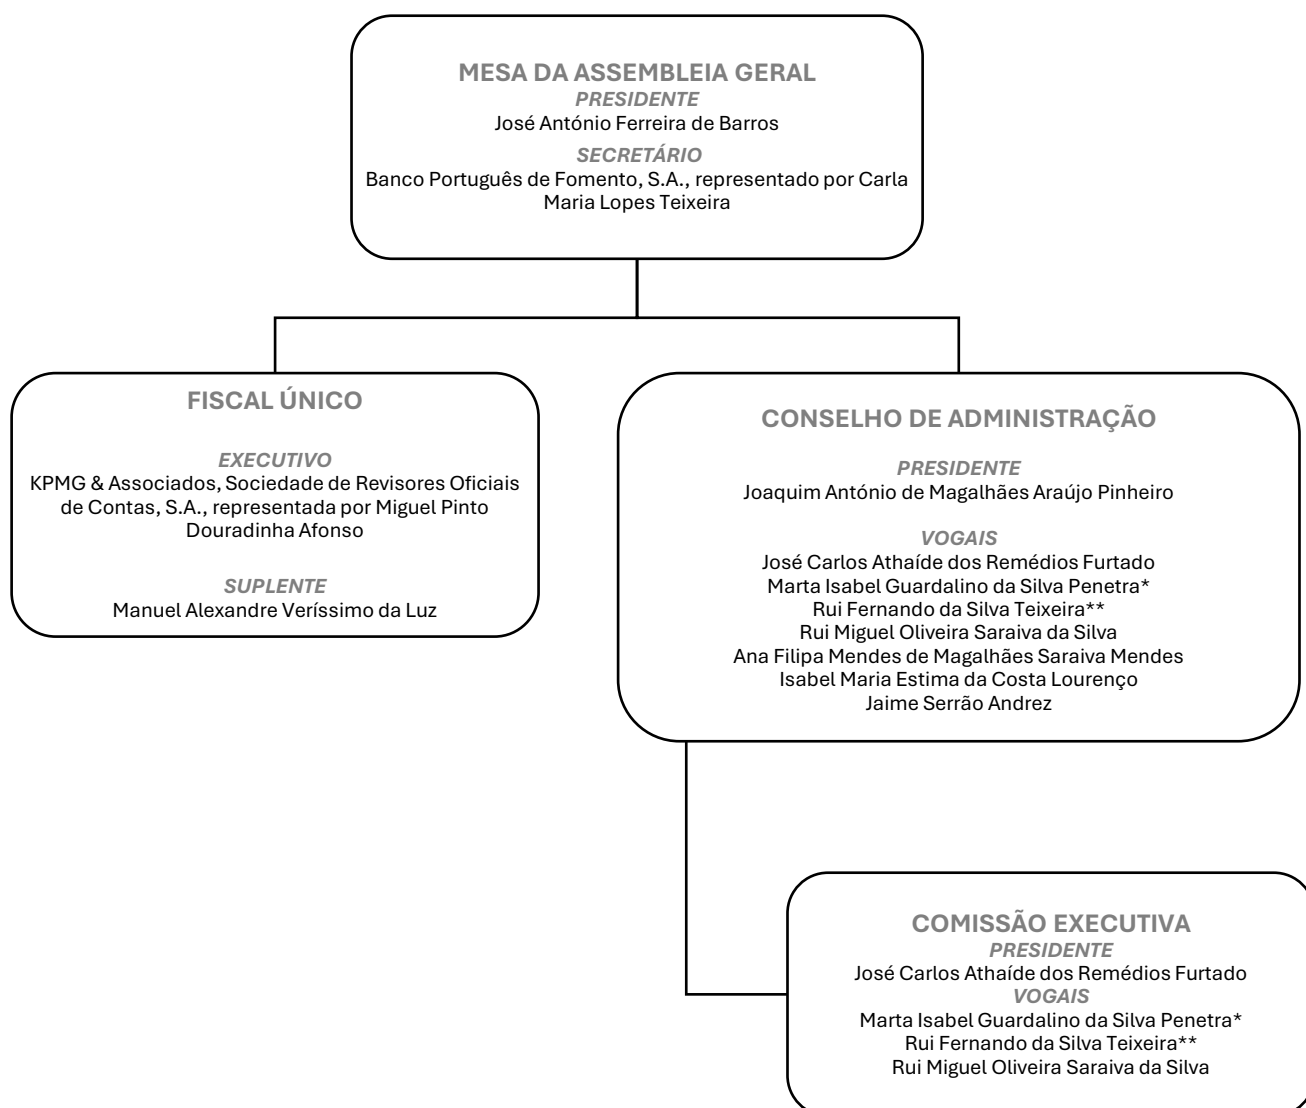 MESA DA ASSEMBLEIA GERAL
PRESIDENTE
José António Ferreira de Barros
SECRETÁRIO
Banco Português de Fomento, S.A., representado por Carla
Maria Lopes Teixeira
FISCAL ÚNICO
EXECUTIVO
KPMG & Associados, Sociedade de Revisores Oficiais
de Contas, S.A., representada por Miguel Pinto
Douradinha Afonso
SUPLENTE
Manuel Alexandre Veríssimo da Luz
CONSELHO DE ADMINISTRAÇÃO
PRESIDENTE
Joaquim António de Magalhães Araújo Pinheiro
VOGAIS
José Carlos Athaíde dos Remédios Furtado
Marta Isabel Guardalino da Silva Penetra*
Rui Fernando da Silva Teixeira**
Rui Miguel Oliveira Saraiva da Silva
Ana Filipa Mendes de Magalhães Saraiva Mendes
Isabel Maria Estima da Costa Lourenço
Jaime Serrão Andrez
COMISSÃO EXECUTIVA
PRESIDENTE
José Carlos Athaíde dos Remédios Furtado
VOGAIS
Marta Isabel Guardalino da Silva Penetra*
Rui Fernando da Silva Teixeira**
Rui Miguel Oliveira Saraiva da Silva